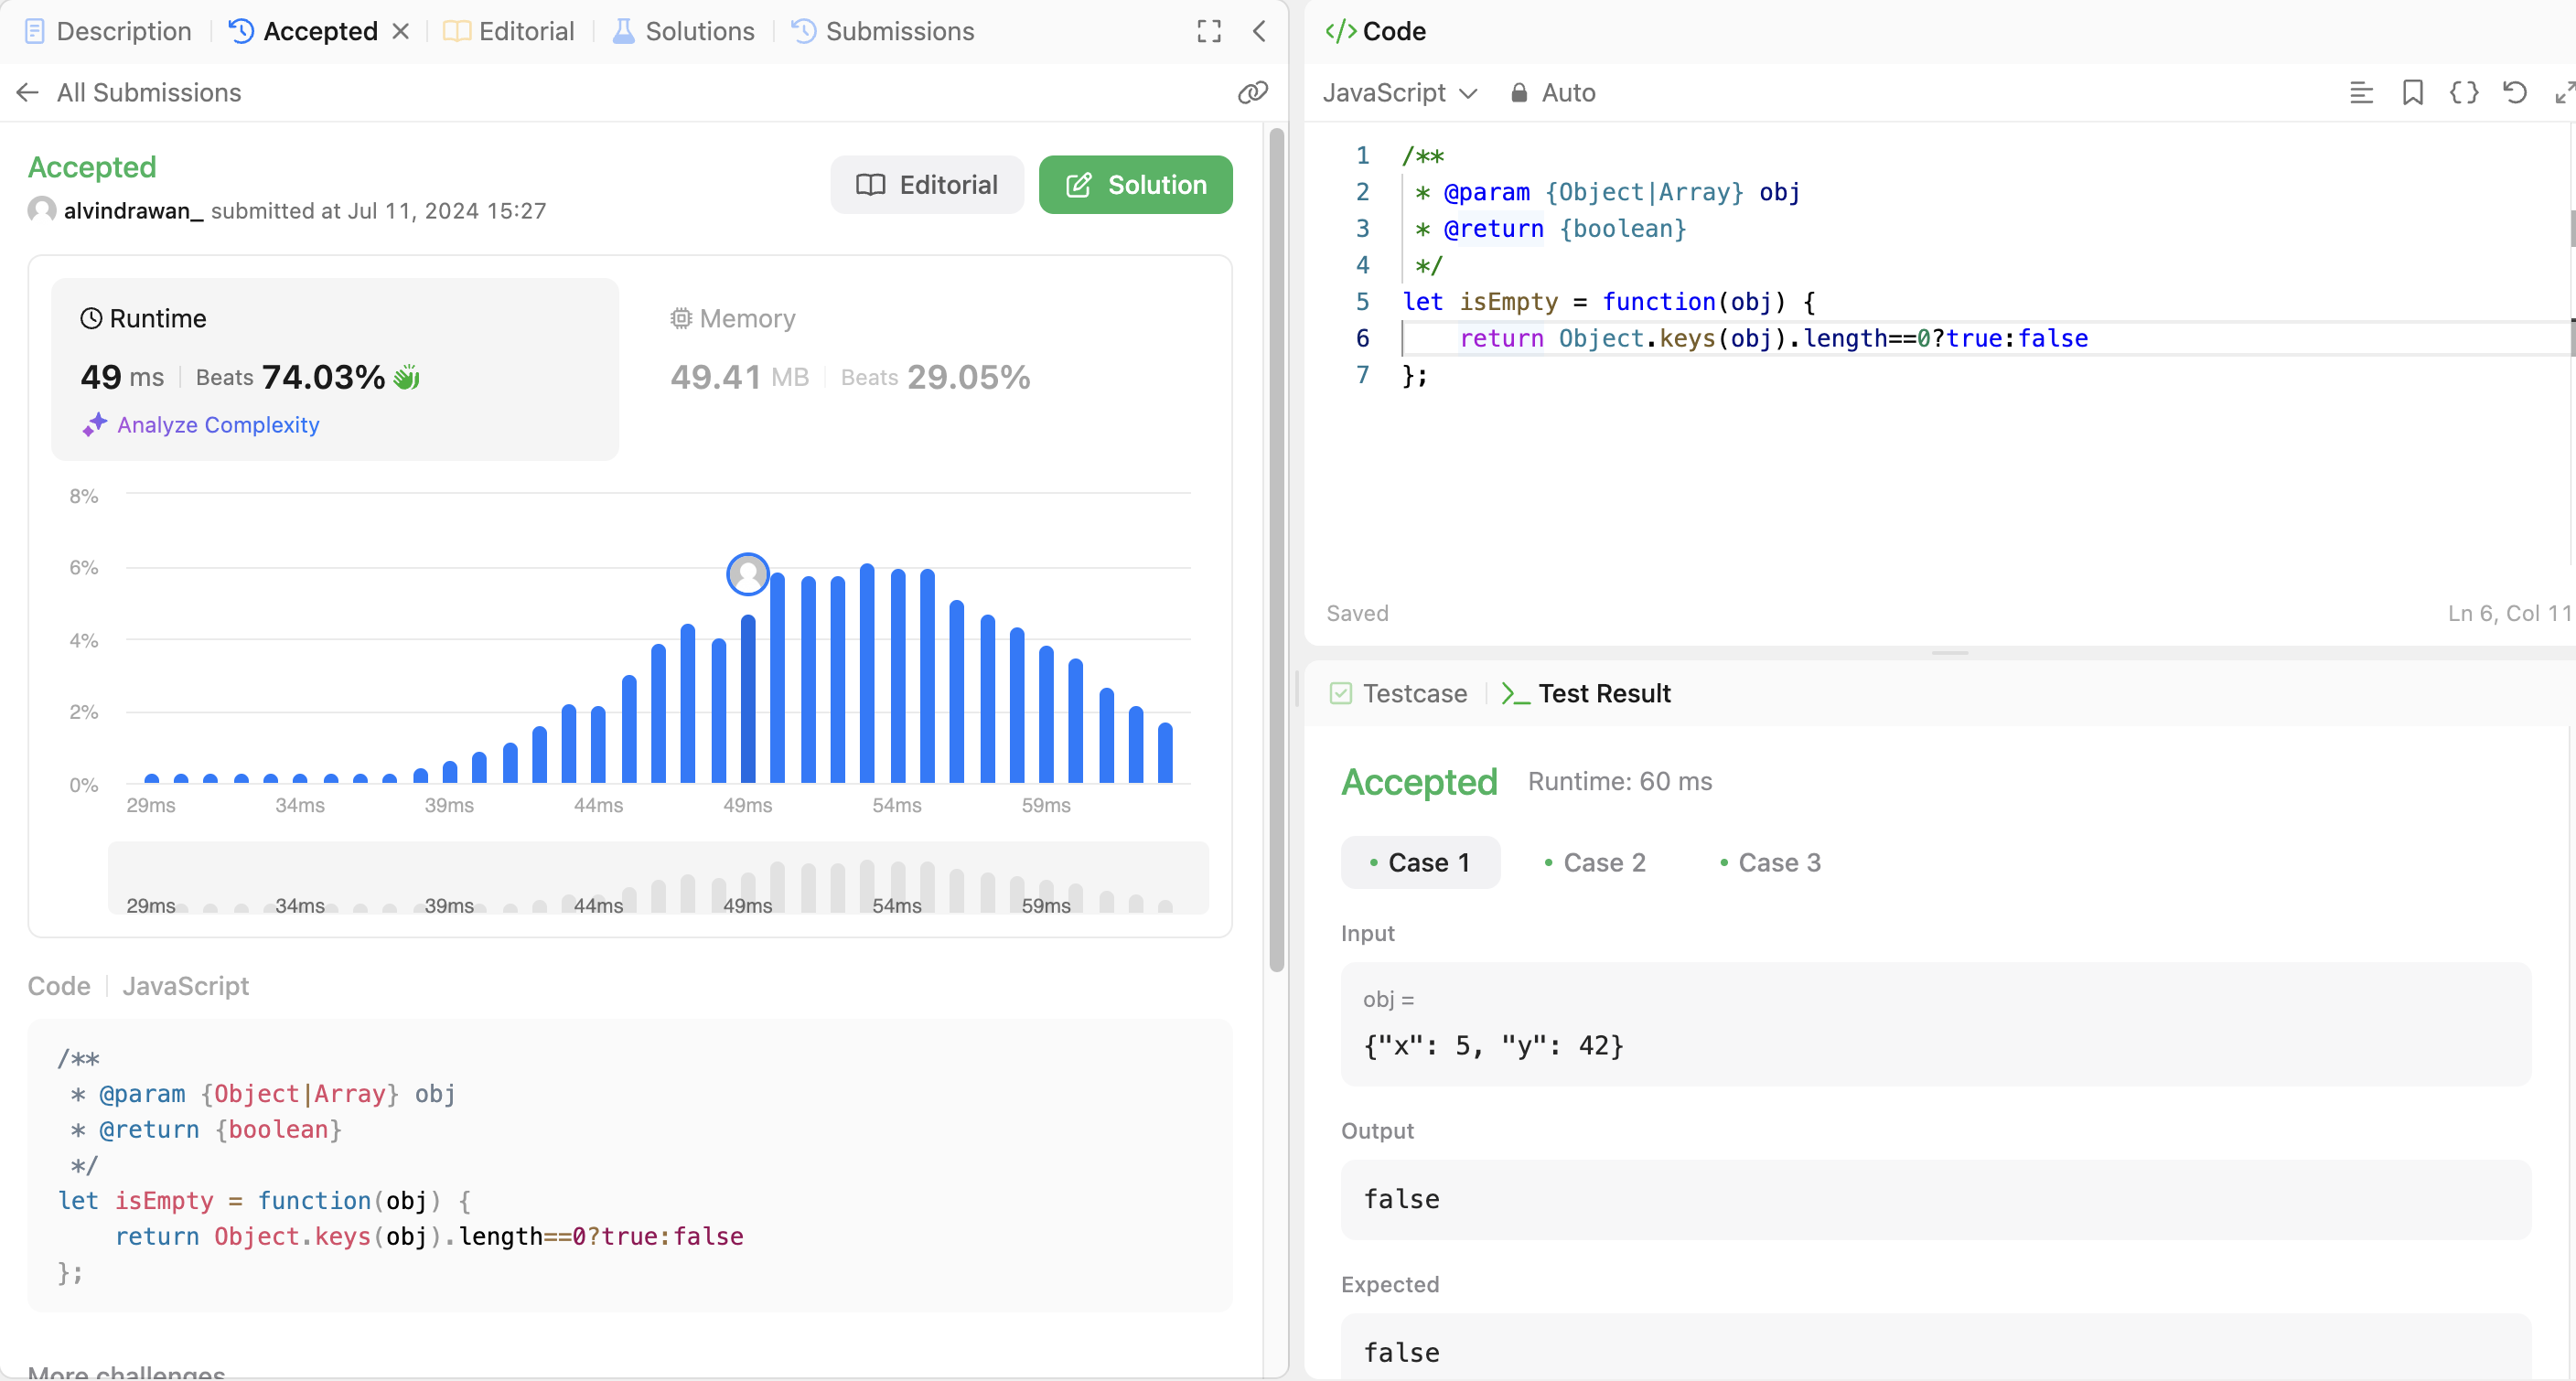 Description
Accepted
Editorial
Solutions
Submissions
All Submissions
Accepted
alvindrawan_ submitted at Jul 11, 2024 15:27
Editorial
Solution
Runtime
49 ms | Beats 74.03%
Analyze Complexity
Memory
49.41 MB | Beats 29.05%
8%
6%
4%
2%
0%
29ms 34ms 39ms 44ms 49ms 54ms 59ms
29ms 34ms 39ms 44ms 49ms 54ms 59ms
Code | JavaScript
/**
 * @param {Object|Array} obj
 * @return {boolean}
 */
let isEmpty = function(obj) {
    return Object.keys(obj).length==0?true:false
};
More challenges
</> Code
JavaScript Auto
1 /**
2  * @param {Object|Array} obj
3  * @return {boolean}
4  */
5 let isEmpty = function(obj) {
6     return Object.keys(obj).length==0?true:false
7 };
Saved
Ln 6, Col 11
Testcase
>_ Test Result
Accepted Runtime: 60 ms
• Case 1 • Case 2 • Case 3
Input
obj =
{"x": 5, "y": 42}
Output
false
Expected
false